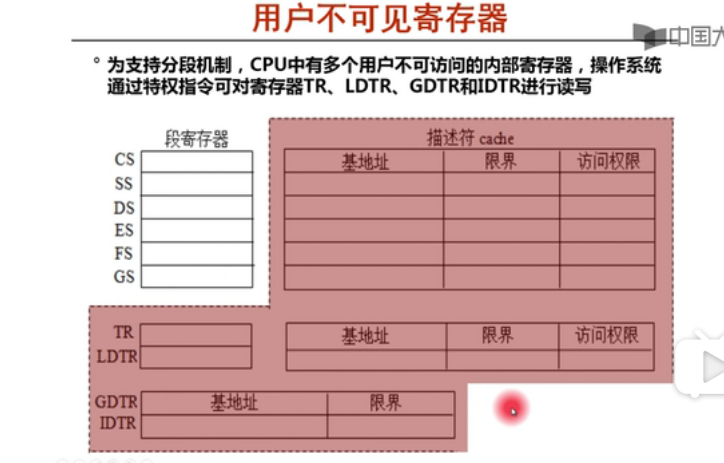 用户不可见寄存器
中国大
° 为支持分段机制，CPU中有多个用户不可访问的内部寄存器，操作系统
通过特权指令可对寄存器TR、LDTR、GDTR和IDTR进行读写
段寄存器 描述符 cache
CS 基地址 限界 访问权限
SS
DS
ES
FS
GS
TR 基地址 限界 访问权限
LDTR
GDTR 基地址 限界
IDTR